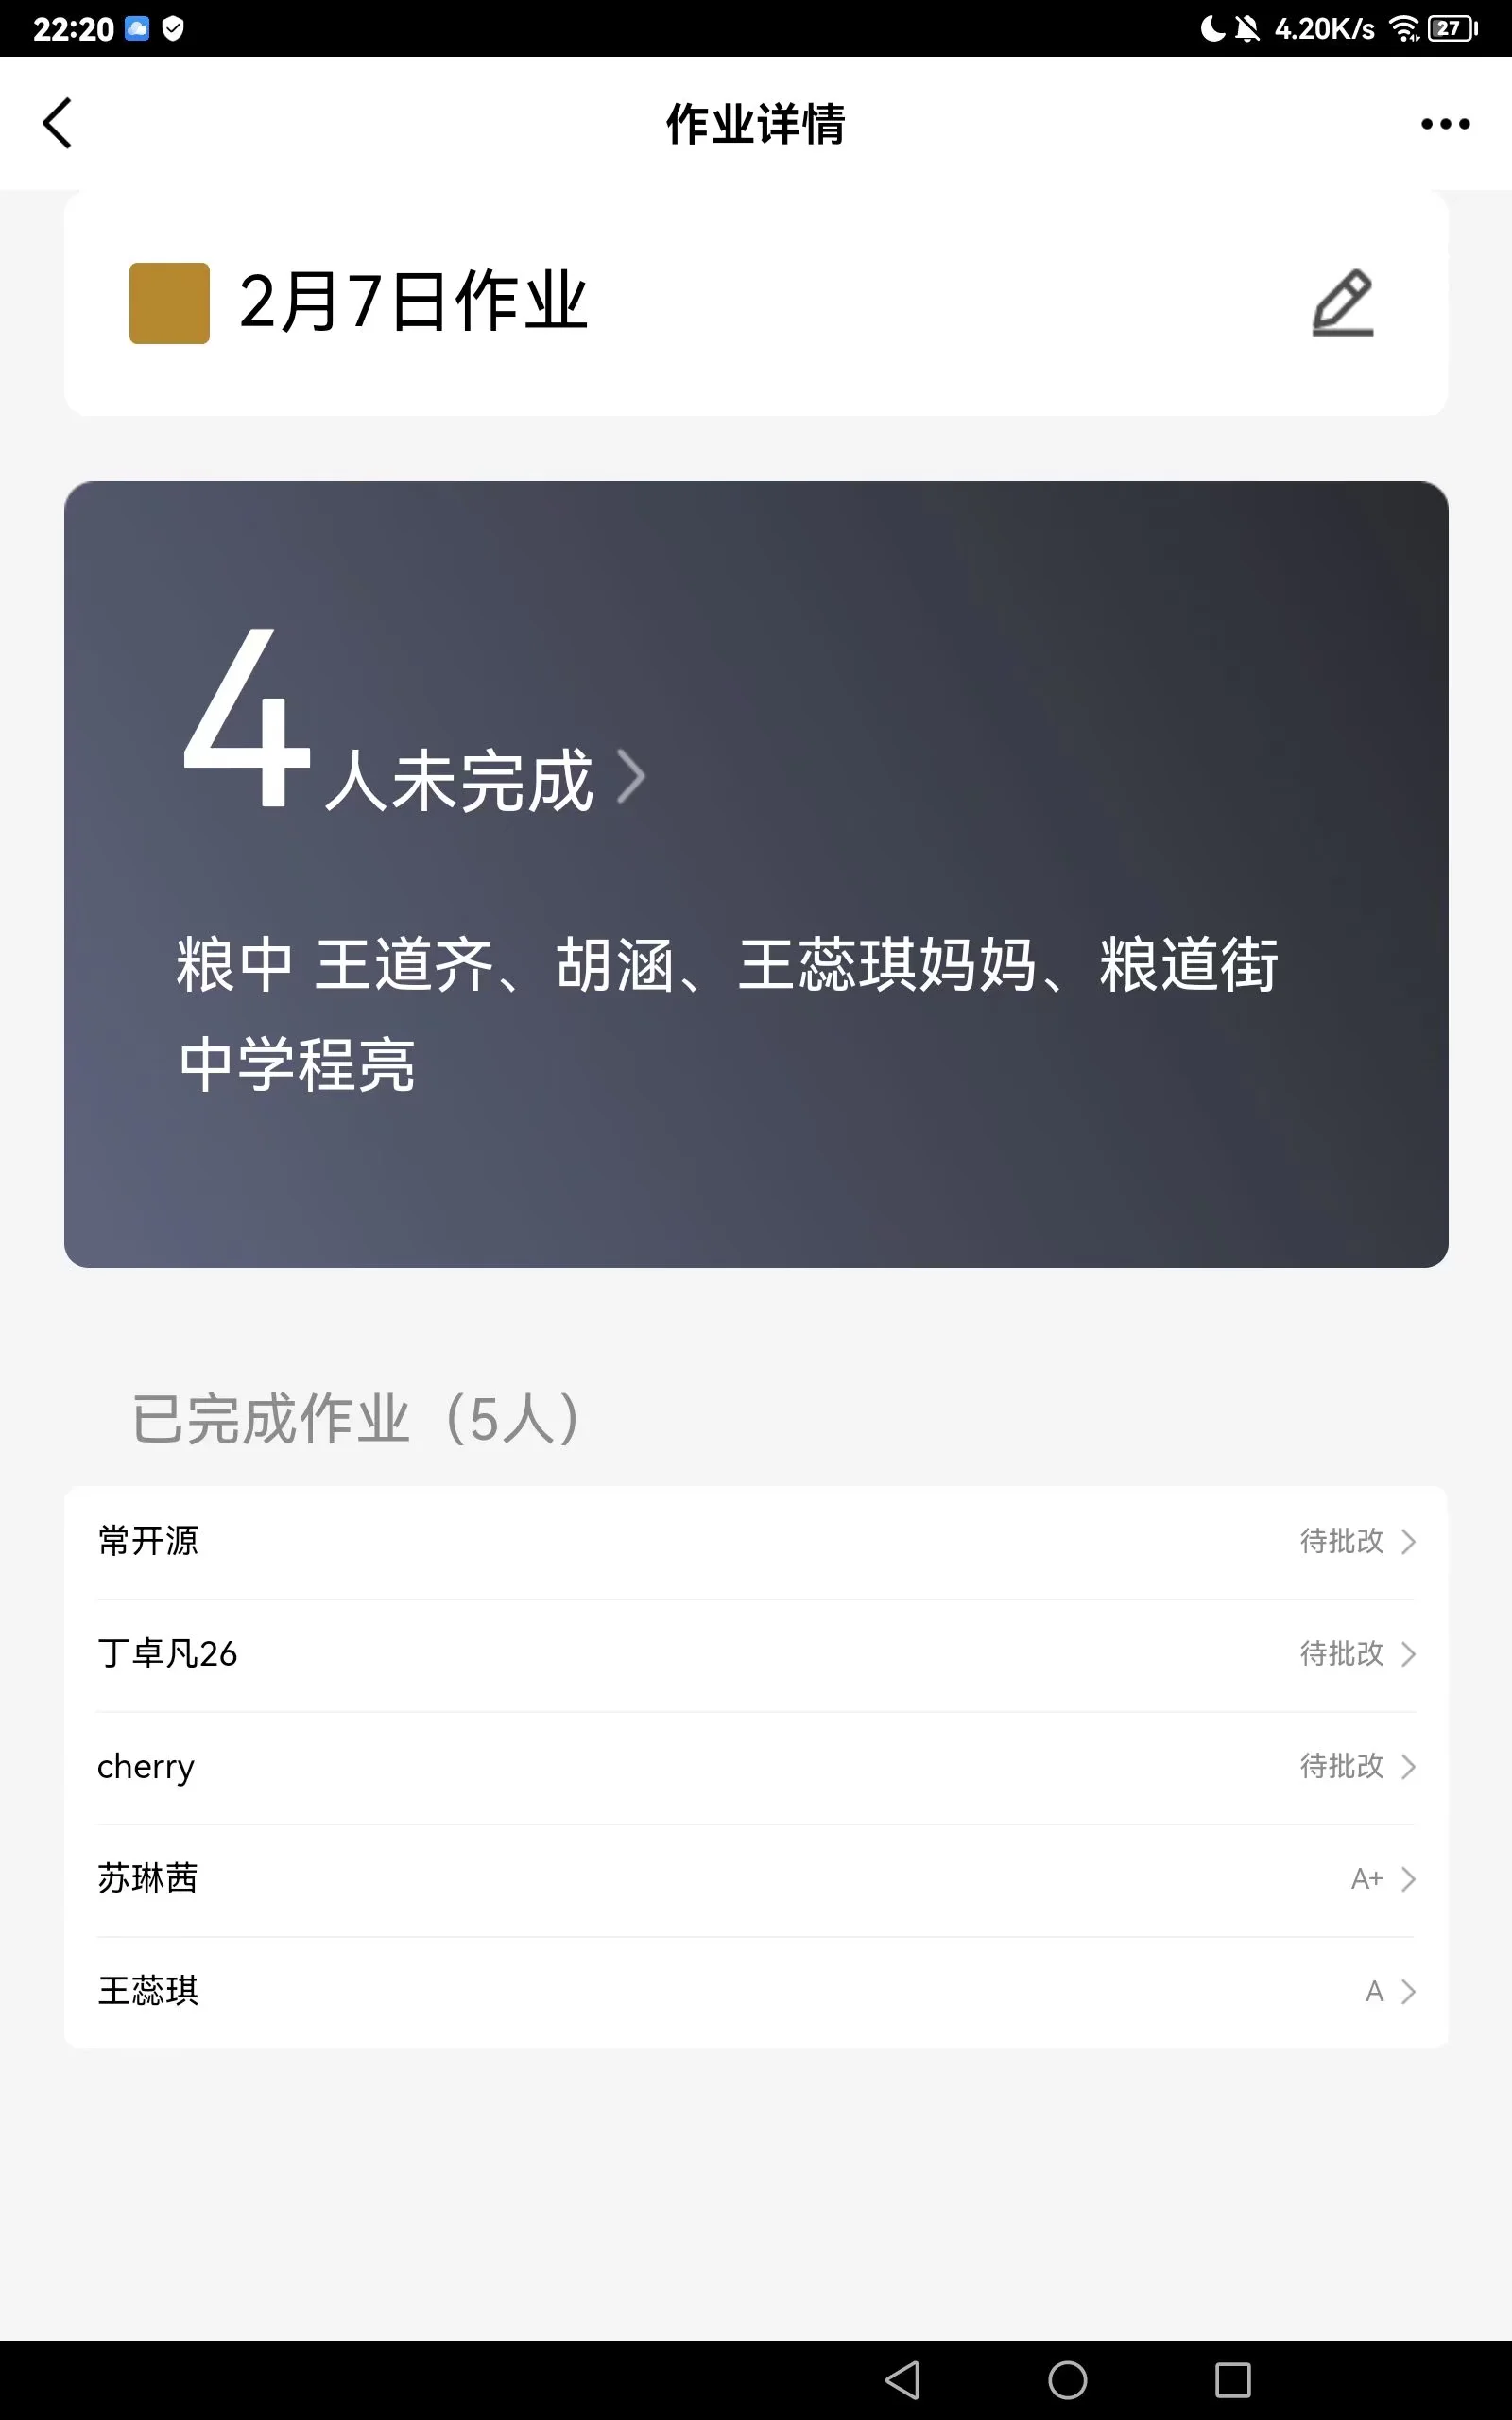 22:20
4.20K/s
27
作业详情
2月7日作业
4人未完成
粮中 王道齐、胡涵、王蕊琪妈妈、粮道街
中学程亮
已完成作业（5人）
常开源 待批改
丁卓凡26 待批改
cherry 待批改
苏琳茜 A+
王蕊琪 A